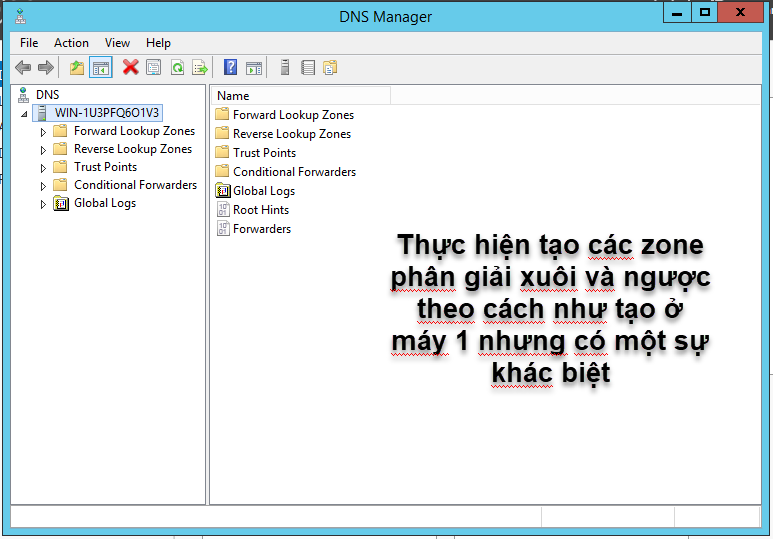 DNS Manager
File Action View Help
DNS
WIN-1U3PFQ6O1V3
Forward Lookup Zones
Reverse Lookup Zones
Trust Points
Conditional Forwarders
Global Logs
Name
Forward Lookup Zones
Reverse Lookup Zones
Trust Points
Conditional Forwarders
Global Logs
Root Hints
Forwarders
Thực hiện tạo các zone
phân giải xuôi và ngược
theo cách như tạo ở
máy 1 nhưng có một sự
khác biệt